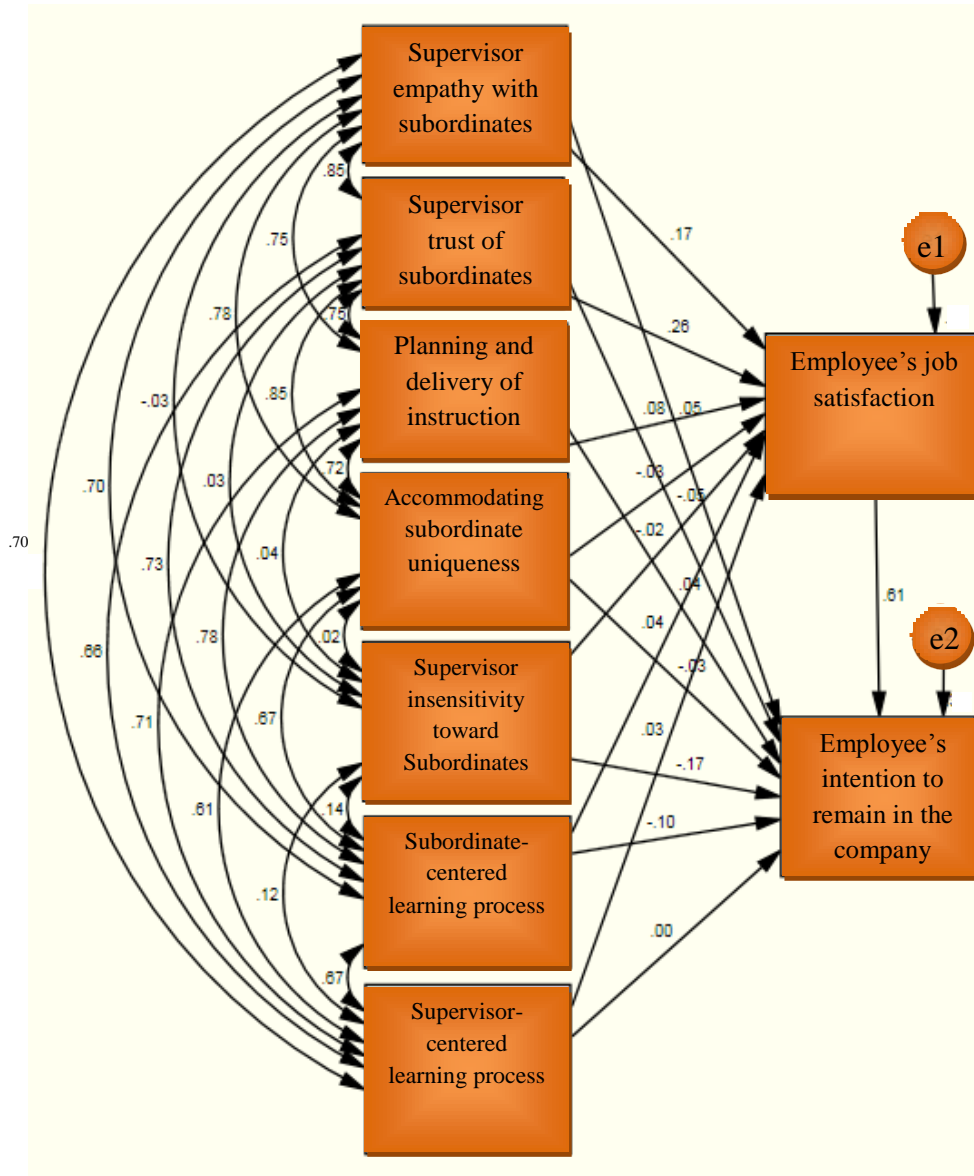 Supervisor
empathy with
subordinates
.85
Supervisor
trust of
subordinates
.75
.17
e1
.78
.75
.26
Planning and
delivery of
instruction
Employee's job
satisfaction
-.03
.85
.08
.05
.72
-.03
-.05
.70
.03
Accommodating
subordinate
uniqueness
-.02
.70
.04
.73
.04
.61
.04
.66
.78
.02
e2
Supervisor
insensitivity
toward
Subordinates
-.03
.71
.67
.03
-.17
Employee's
intention to
remain in the
company
.61
.14
-.10
Subordinate-
centered
learning process
.12
.00
.67
Supervisor-
centered
learning process